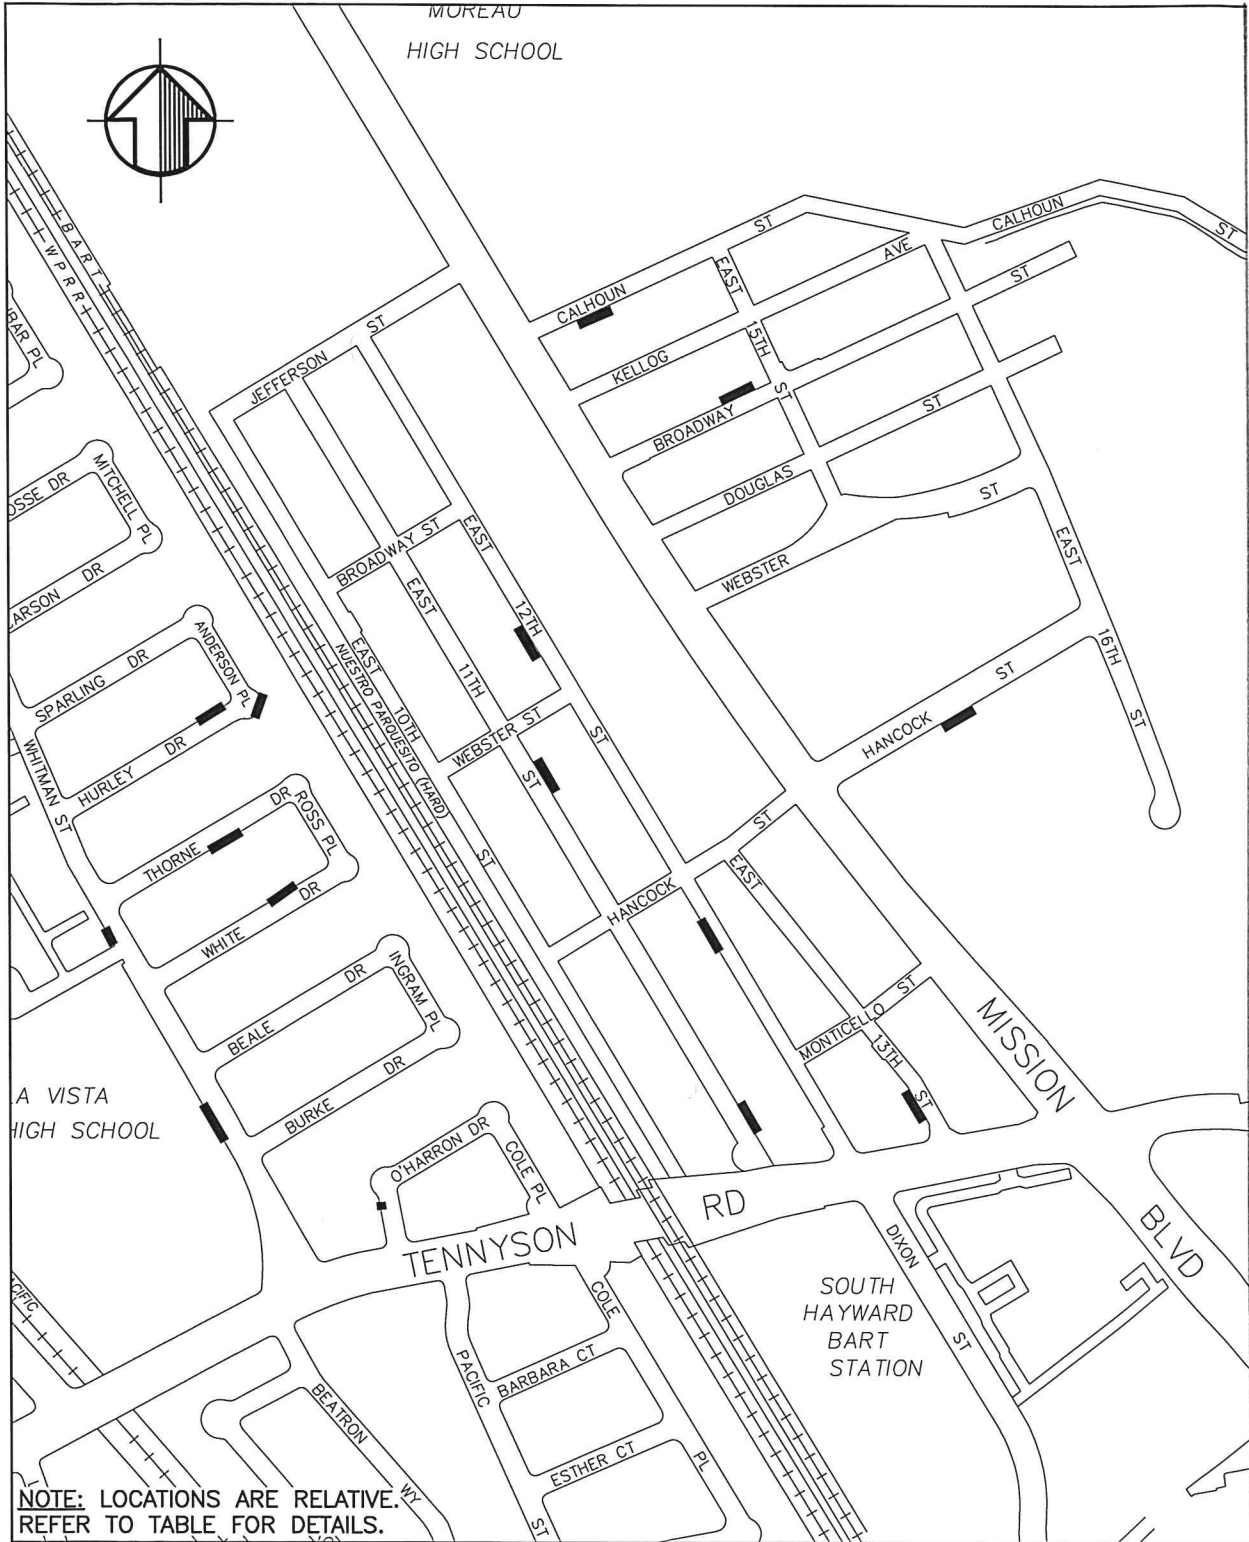 MOREAU
HIGH SCHOOL
BART
WPRR
CALHOUN
ST
CALHOUN
ST
EAST
AVE
ST
KELLOG
15TH
ST
BROADWAY
DOUGLAS
ST
ST
WEBSTER
EAST
16TH
ST
JEFFERSON
ST
BROADWAY ST
EAST
EAST
12TH
11TH
EAST
10TH
NUESTRO PARQUESITO (HARD)
WEBSTER ST
ST
ST
ST
HANCOCK
ST
HANCOCK
ST
EAST
MONTICELLO ST
13TH
ST
MISSION
BLVD
BAR PL
OSSE DR
MITCHELL PL
CARSON DR
SPARLING DR
ANDERSON PL
HURLEY DR
WHITMAN ST
THORNE DR
ROSS PL
WHITE DR
BEALE DR
INGRAM PL
BURKE DR
LA VISTA
HIGH SCHOOL
O'HARRON DR
COLE PL
TENNYSON
RD
DIXON
ST
SOUTH
HAYWARD
BART
STATION
COLE
PL
BARBARA CT
PACIFIC
ST
ESTHER CT
BEATRON
WY
CIFIC
NOTE: LOCATIONS ARE RELATIVE.
REFER TO TABLE FOR DETAILS.